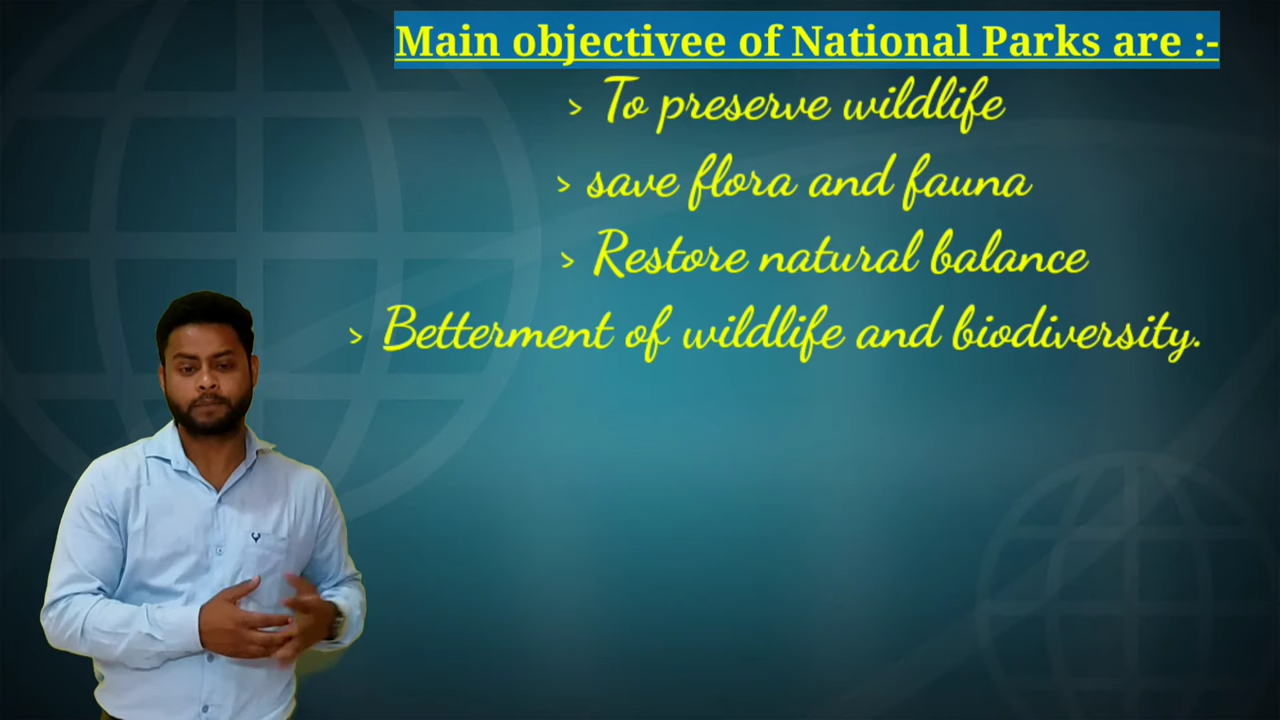 Main objectivee of National Parks are :-
> To preserve wildlife
> save flora and fauna
> Restore natural balance
> Betterment of wildlife and biodiversity.